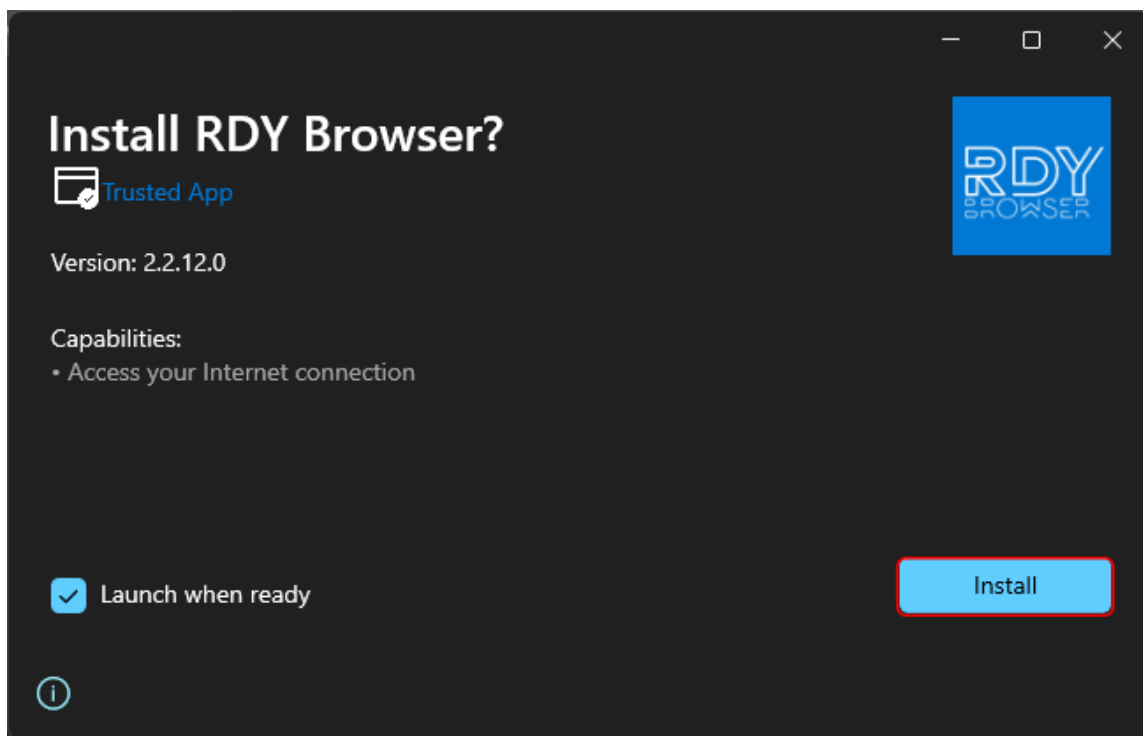 Install RDY Browser?
Trusted App
RDY
BROWSER
Version: 2.2.12.0
Capabilities:
• Access your Internet connection
Launch when ready
Install